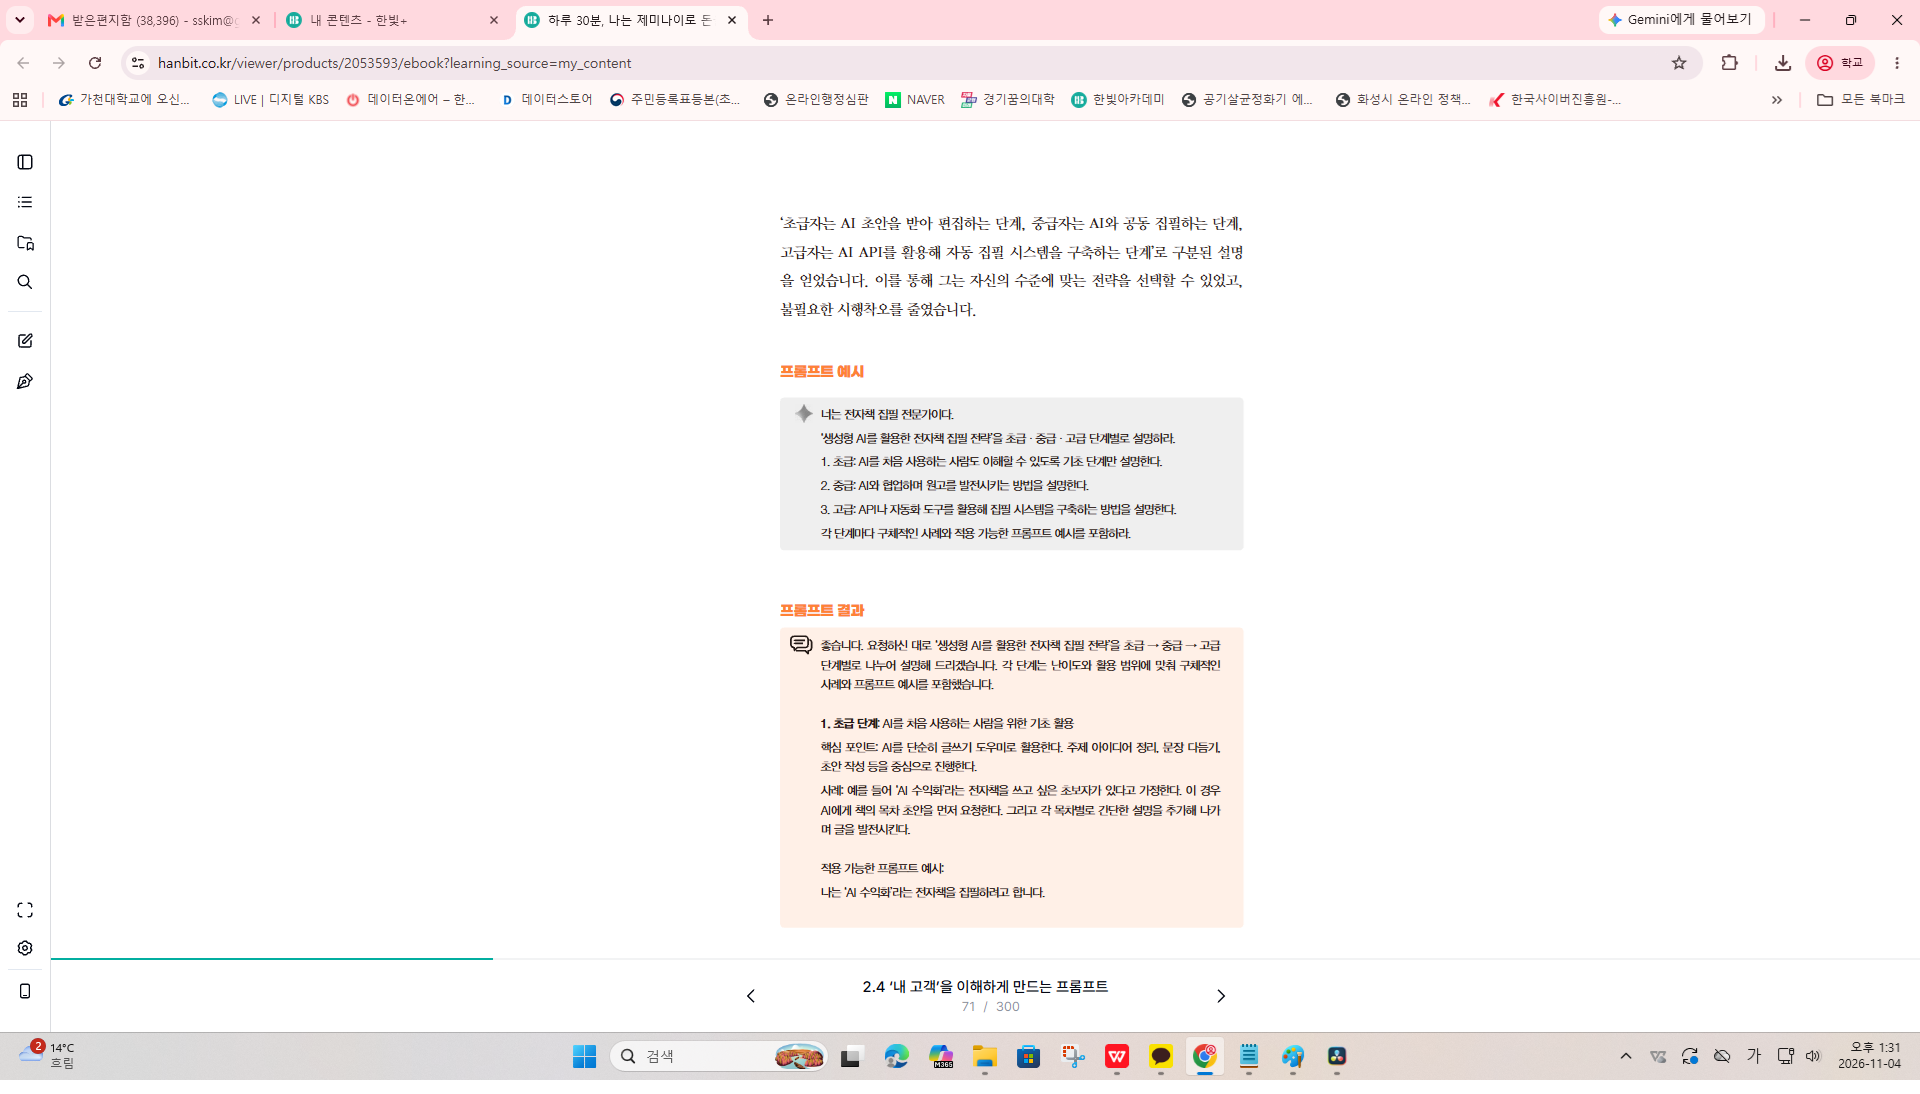 받은편지함 (38,396) - sskim@g
내 콘텐츠 - 한빛+
하루 30분, 나는 제미나이로 돈
Gemini에게 물어보기
hanbit.co.kr/viewer/products/2053593/ebook?learning_source=my_content
학교
가천대학교에 오신...
LIVE | 디지털 KBS
데이터온에어 – 한...
데이터스토어
주민등록표등본(초...
온라인행정심판
NAVER
경기꿈의대학
한빛아카데미
공기살균정화기 에...
화성시 온라인 정책...
한국사이버진흥원-...
모든 북마크
‘초급자는 AI 초안을 받아 편집하는 단계, 중급자는 AI와 공동 집필하는 단계,
고급자는 AI API를 활용해 자동 집필 시스템을 구축하는 단계’로 구분된 설명
을 얻었습니다. 이를 통해 그는 자신의 수준에 맞는 전략을 선택할 수 있었고,
불필요한 시행착오를 줄였습니다.
프롬프트 예시
너는 전자책 집필 전문가이다.
‘생성형 AI를 활용한 전자책 집필 전략’을 초급 · 중급 · 고급 단계별로 설명하라.
1. 초급: AI를 처음 사용하는 사람도 이해할 수 있도록 기초 단계만 설명한다.
2. 중급: AI와 협업하며 원고를 발전시키는 방법을 설명한다.
3. 고급: API나 자동화 도구를 활용해 집필 시스템을 구축하는 방법을 설명한다.
각 단계마다 구체적인 사례와 적용 가능한 프롬프트 예시를 포함하라.
프롬프트 결과
좋습니다. 요청하신 대로 ‘생성형 AI를 활용한 전자책 집필 전략’을 초급 → 중급 → 고급
단계별로 나누어 설명해 드리겠습니다. 각 단계는 난이도와 활용 범위에 맞춰 구체적인
사례와 프롬프트 예시를 포함했습니다.
1. 초급 단계: AI를 처음 사용하는 사람을 위한 기초 활용
핵심 포인트: AI를 단순히 글쓰기 도우미로 활용한다. 주제 아이디어 정리, 문장 다듬기,
초안 작성 등을 중심으로 진행한다.
사례: 예를 들어 ‘AI 수익화’라는 전자책을 쓰고 싶은 초보자가 있다고 가정한다. 이 경우
AI에게 책의 목차 초안을 먼저 요청한다. 그리고 각 목차별로 간단한 설명을 추가해 나가
며 글을 발전시킨다.
적용 가능한 프롬프트 예시:
나는 ‘AI 수익화’라는 전자책을 집필하려고 합니다.
2.4 ‘내 고객’을 이해하게 만드는 프롬프트
71 / 300
2
14°C
흐림
검색
M365
가
오후 1:31
2026-11-04